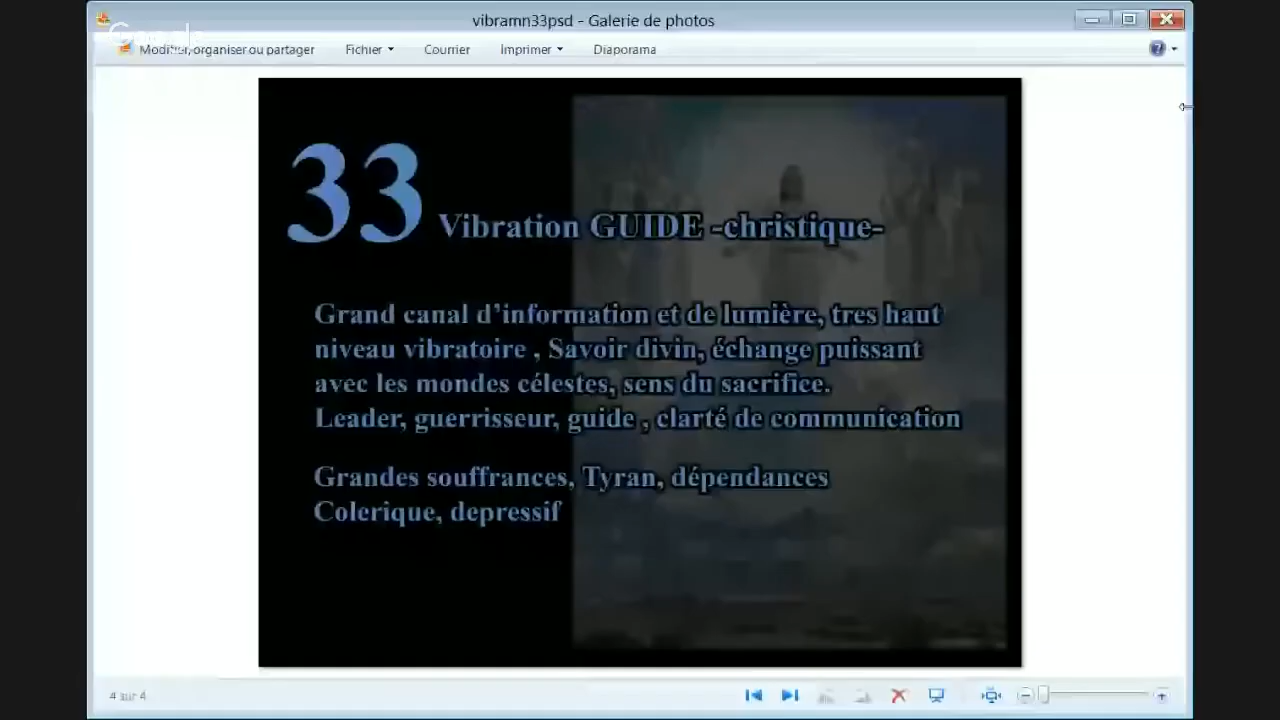 vibramn33psd - Galerie de photos
Google
Modifier, organiser ou partager Fichier Courrier Imprimer Diaporama
33 Vibration GUIDE -christique-
Grand canal d'information et de lumière, tres haut
niveau vibratoire , Savoir divin, échange puissant
avec les mondes célestes, sens du sacrifice.
Leader, guerrisseur, guide , clarté de communication
Grandes souffrances, Tyran, dépendances
Colerique, depressif
4 sur 4